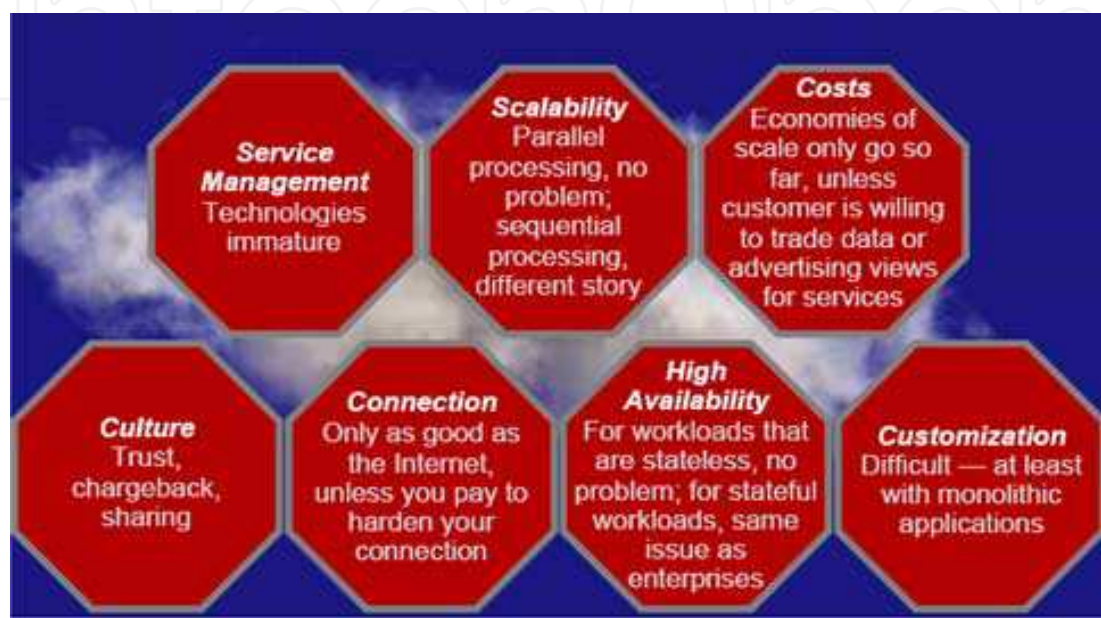 Service
Management
Technologies
immature
Scalability
Parallel
processing, no
problem;
sequential
processing,
different story
Costs
Economies of
scale only go so
far, unless
customer is willing
to trade data or
advertising views
for services
Culture
Trust,
chargeback,
sharing
Connection
Only as good as
the Internet,
unless you pay to
harden your
connection
High
Availability
For workloads that
are stateless, no
problem; for stateful
workloads, same
issue as
enterprises
Customization
Difficult — at least
with monolithic
applications